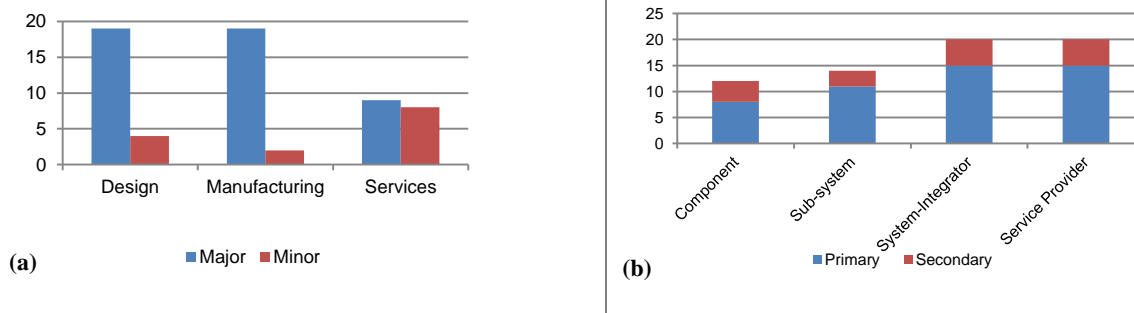 20
15
10
5
0
Design Manufacturing Services
Major Minor
(a)
25
20
15
10
5
0
Component Sub-system System-Integrator Service Provider
Primary Secondary
(b)